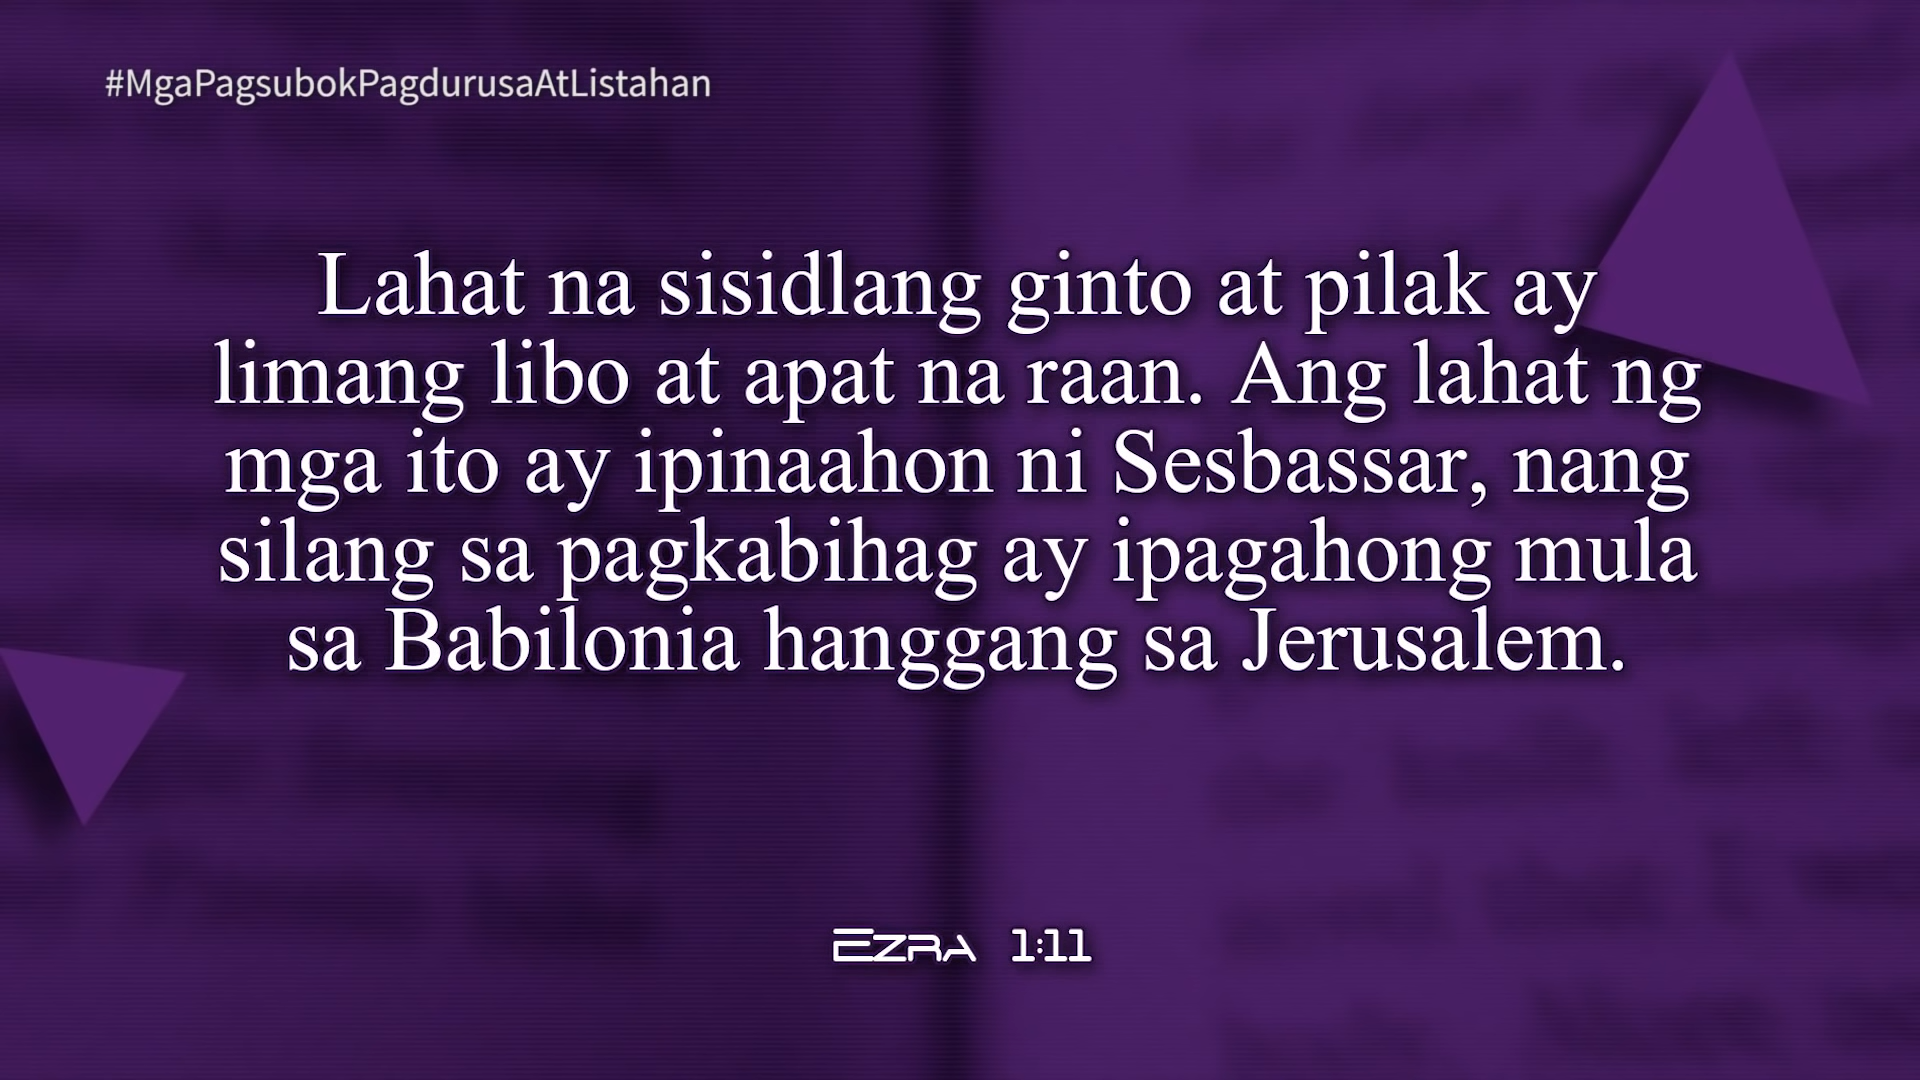 #MgaPagsubokPagdurusaAtListahan
Lahat na sisidlang ginto at pilak ay
limang libo at apat na raan. Ang lahat ng
mga ito ay ipinaahon ni Sesbassar, nang
silang sa pagkabihag ay ipagahong mula
sa Babilonia hanggang sa Jerusalem.
Ezra 1:11